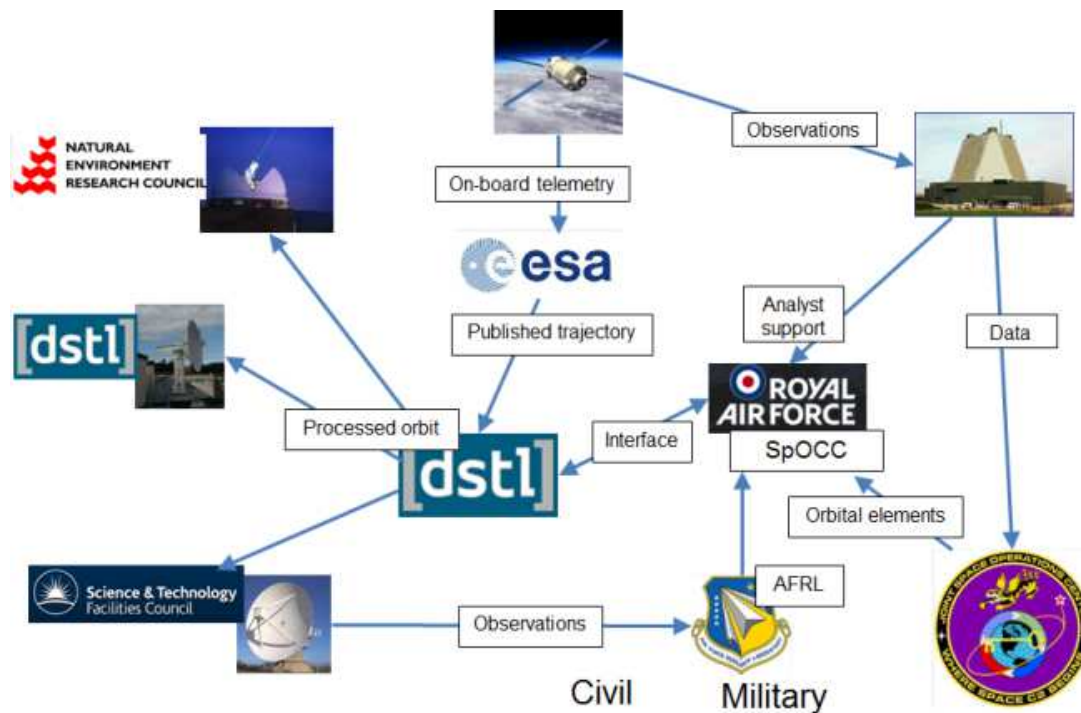 Observations
NATURAL
ENVIRONMENT
RESEARCH COUNCIL
On-board telemetry
esa
Analyst
support
Data
Published trajectory
[dstl]
ROYAL
AIR FORCE
SpOCC
Processed orbit
Interface
[dstl]
Orbital elements
Science & Technology
Facilities Council
AFRL
Observations
JOINT SPACE OPERATIONS CENTER
WHERE SPACE C2 BEGINS
Civil
Military